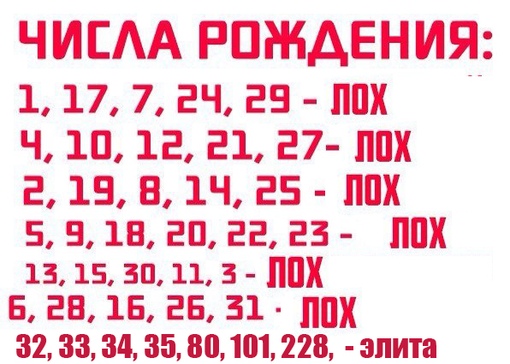 ЧИСЛА РОЖДЕНИЯ:
1, 17, 7, 24, 29 - ЛОХ
4, 10, 12, 21, 27- ЛОХ
2, 19, 8, 14, 25 - ЛОХ
5, 9, 18, 20, 22, 23 - ЛОХ
13, 15, 30, 11, 3 - ЛОХ
6, 28, 16, 26, 31 · ЛОХ
32, 33, 34, 35, 80, 101, 228, - элита